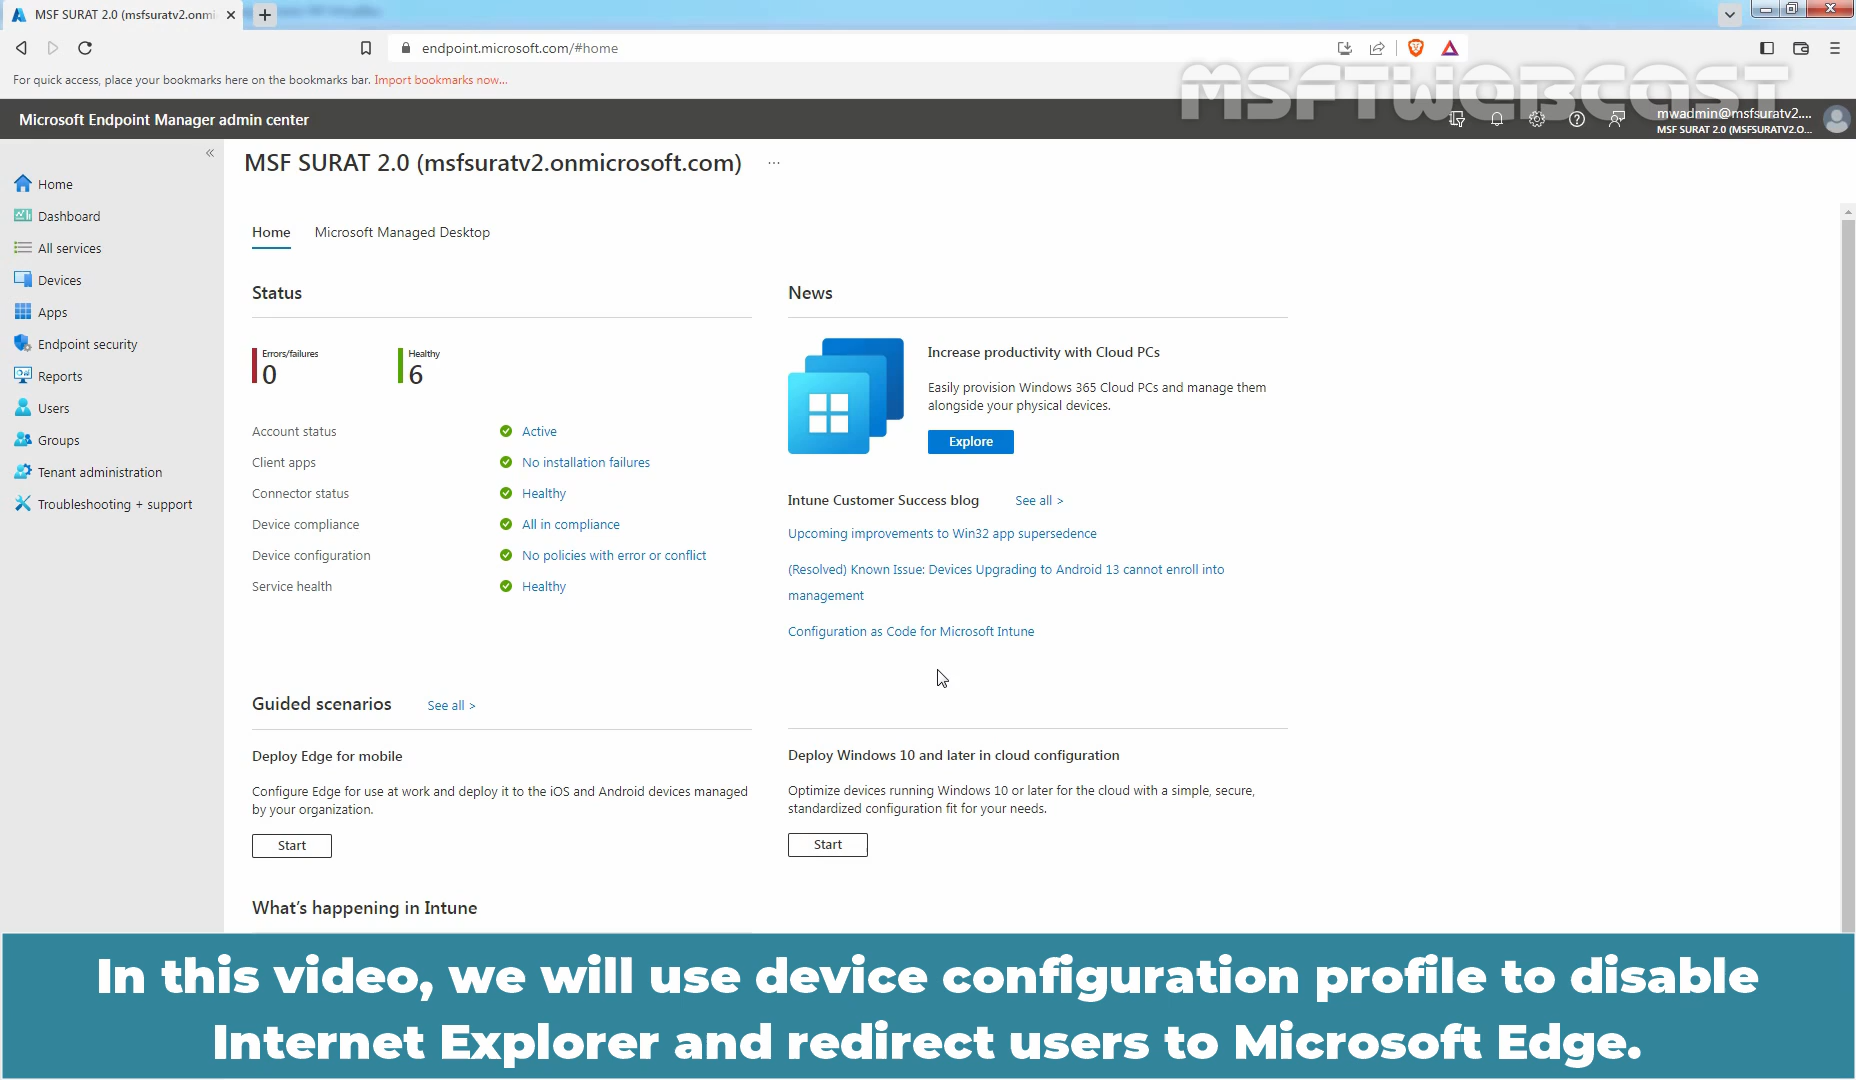 MSF SURAT 2.0 (msfsuratv2.onmi
endpoint.microsoft.com/#home
For quick access, place your bookmarks here on the bookmarks bar. Import bookmarks now...
MSFTWEBCAST
Microsoft Endpoint Manager admin center
mwadmin@msfsuratv2....
MSF SURAT 2.0 (MSFSURATV2.O...
MSF SURAT 2.0 (msfsuratv2.onmicrosoft.com) ...
Home
Dashboard
All services
Devices
Apps
Endpoint security
Reports
Users
Groups
Tenant administration
Troubleshooting + support
Home Microsoft Managed Desktop
Status
Errors/failures
0
Healthy
6
Account status Active
Client apps No installation failures
Connector status Healthy
Device compliance All in compliance
Device configuration No policies with error or conflict
Service health Healthy
News
Increase productivity with Cloud PCs
Easily provision Windows 365 Cloud PCs and manage them
alongside your physical devices.
Explore
Intune Customer Success blog See all >
Upcoming improvements to Win32 app supersedence
(Resolved) Known Issue: Devices Upgrading to Android 13 cannot enroll into
management
Configuration as Code for Microsoft Intune
Guided scenarios See all >
Deploy Edge for mobile
Configure Edge for use at work and deploy it to the iOS and Android devices managed
by your organization.
Start
Deploy Windows 10 and later in cloud configuration
Optimize devices running Windows 10 or later for the cloud with a simple, secure,
standardized configuration fit for your needs.
Start
What's happening in Intune
In this video, we will use device configuration profile to disable
Internet Explorer and redirect users to Microsoft Edge.